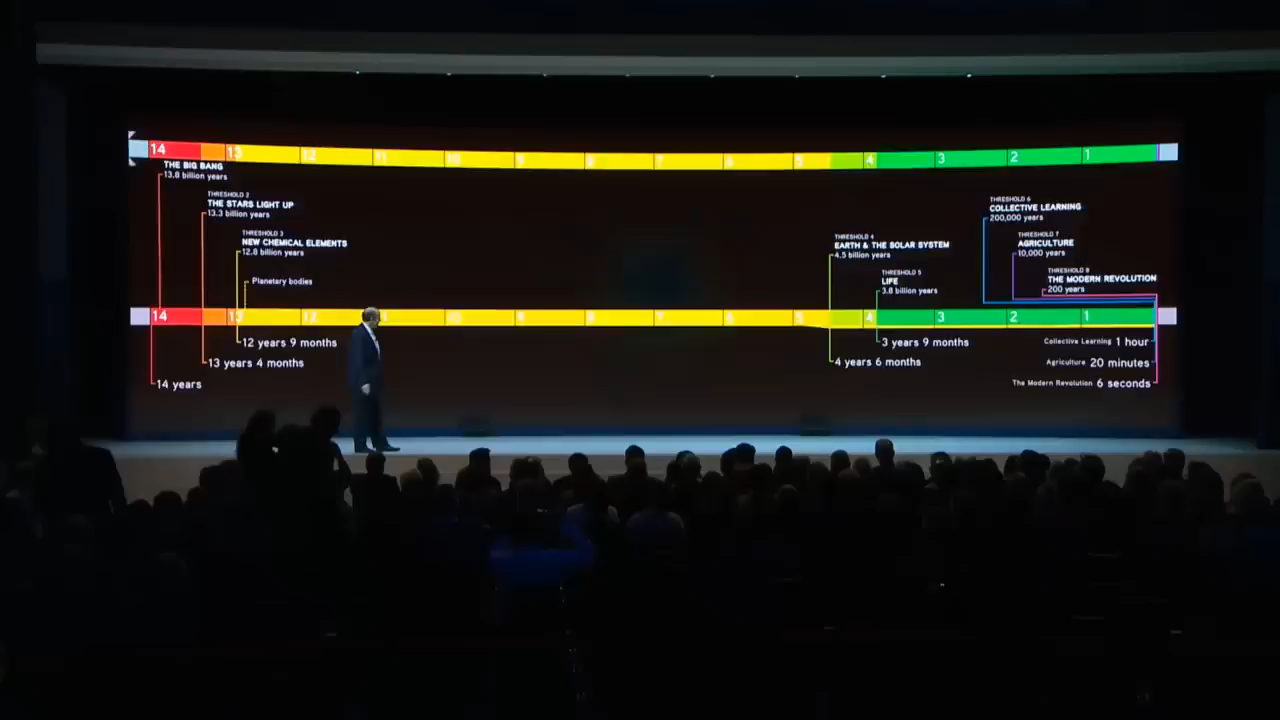 14 13 12 11 10 9 8 7 6 5 4 3 2 1
THE BIG BANG
13.8 billion years
THRESHOLD 2
THE STARS LIGHT UP
13.3 billion years
THRESHOLD 3
NEW CHEMICAL ELEMENTS
12.8 billion years
Planetary bodies
THRESHOLD 4
EARTH & THE SOLAR SYSTEM
4.5 billion years
THRESHOLD 5
LIFE
3.8 billion years
THRESHOLD 6
COLLECTIVE LEARNING
200,000 years
THRESHOLD 7
AGRICULTURE
10,000 years
THRESHOLD 8
THE MODERN REVOLUTION
200 years
14 13 12 10 9 8 7 6 5 4 3 2 1
12 years 9 months
13 years 4 months
14 years
3 years 9 months
4 years 6 months
Collective Learning 1 hour
Agriculture 20 minutes
The Modern Revolution 6 seconds